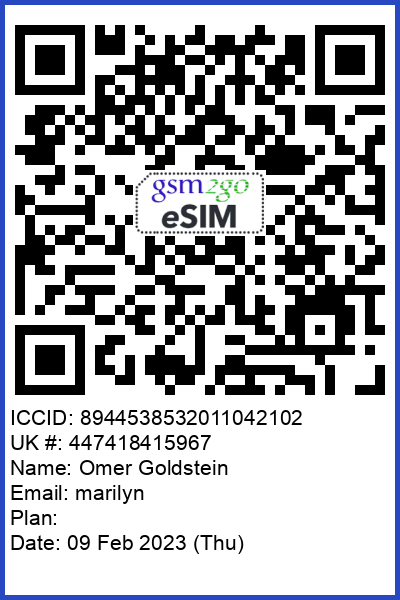 gsm2go
eSIM
ICCID: 8944538532011042102
UK #: 447418415967
Name: Omer Goldstein
Email: marilyn
Plan:
Date: 09 Feb 2023 (Thu)